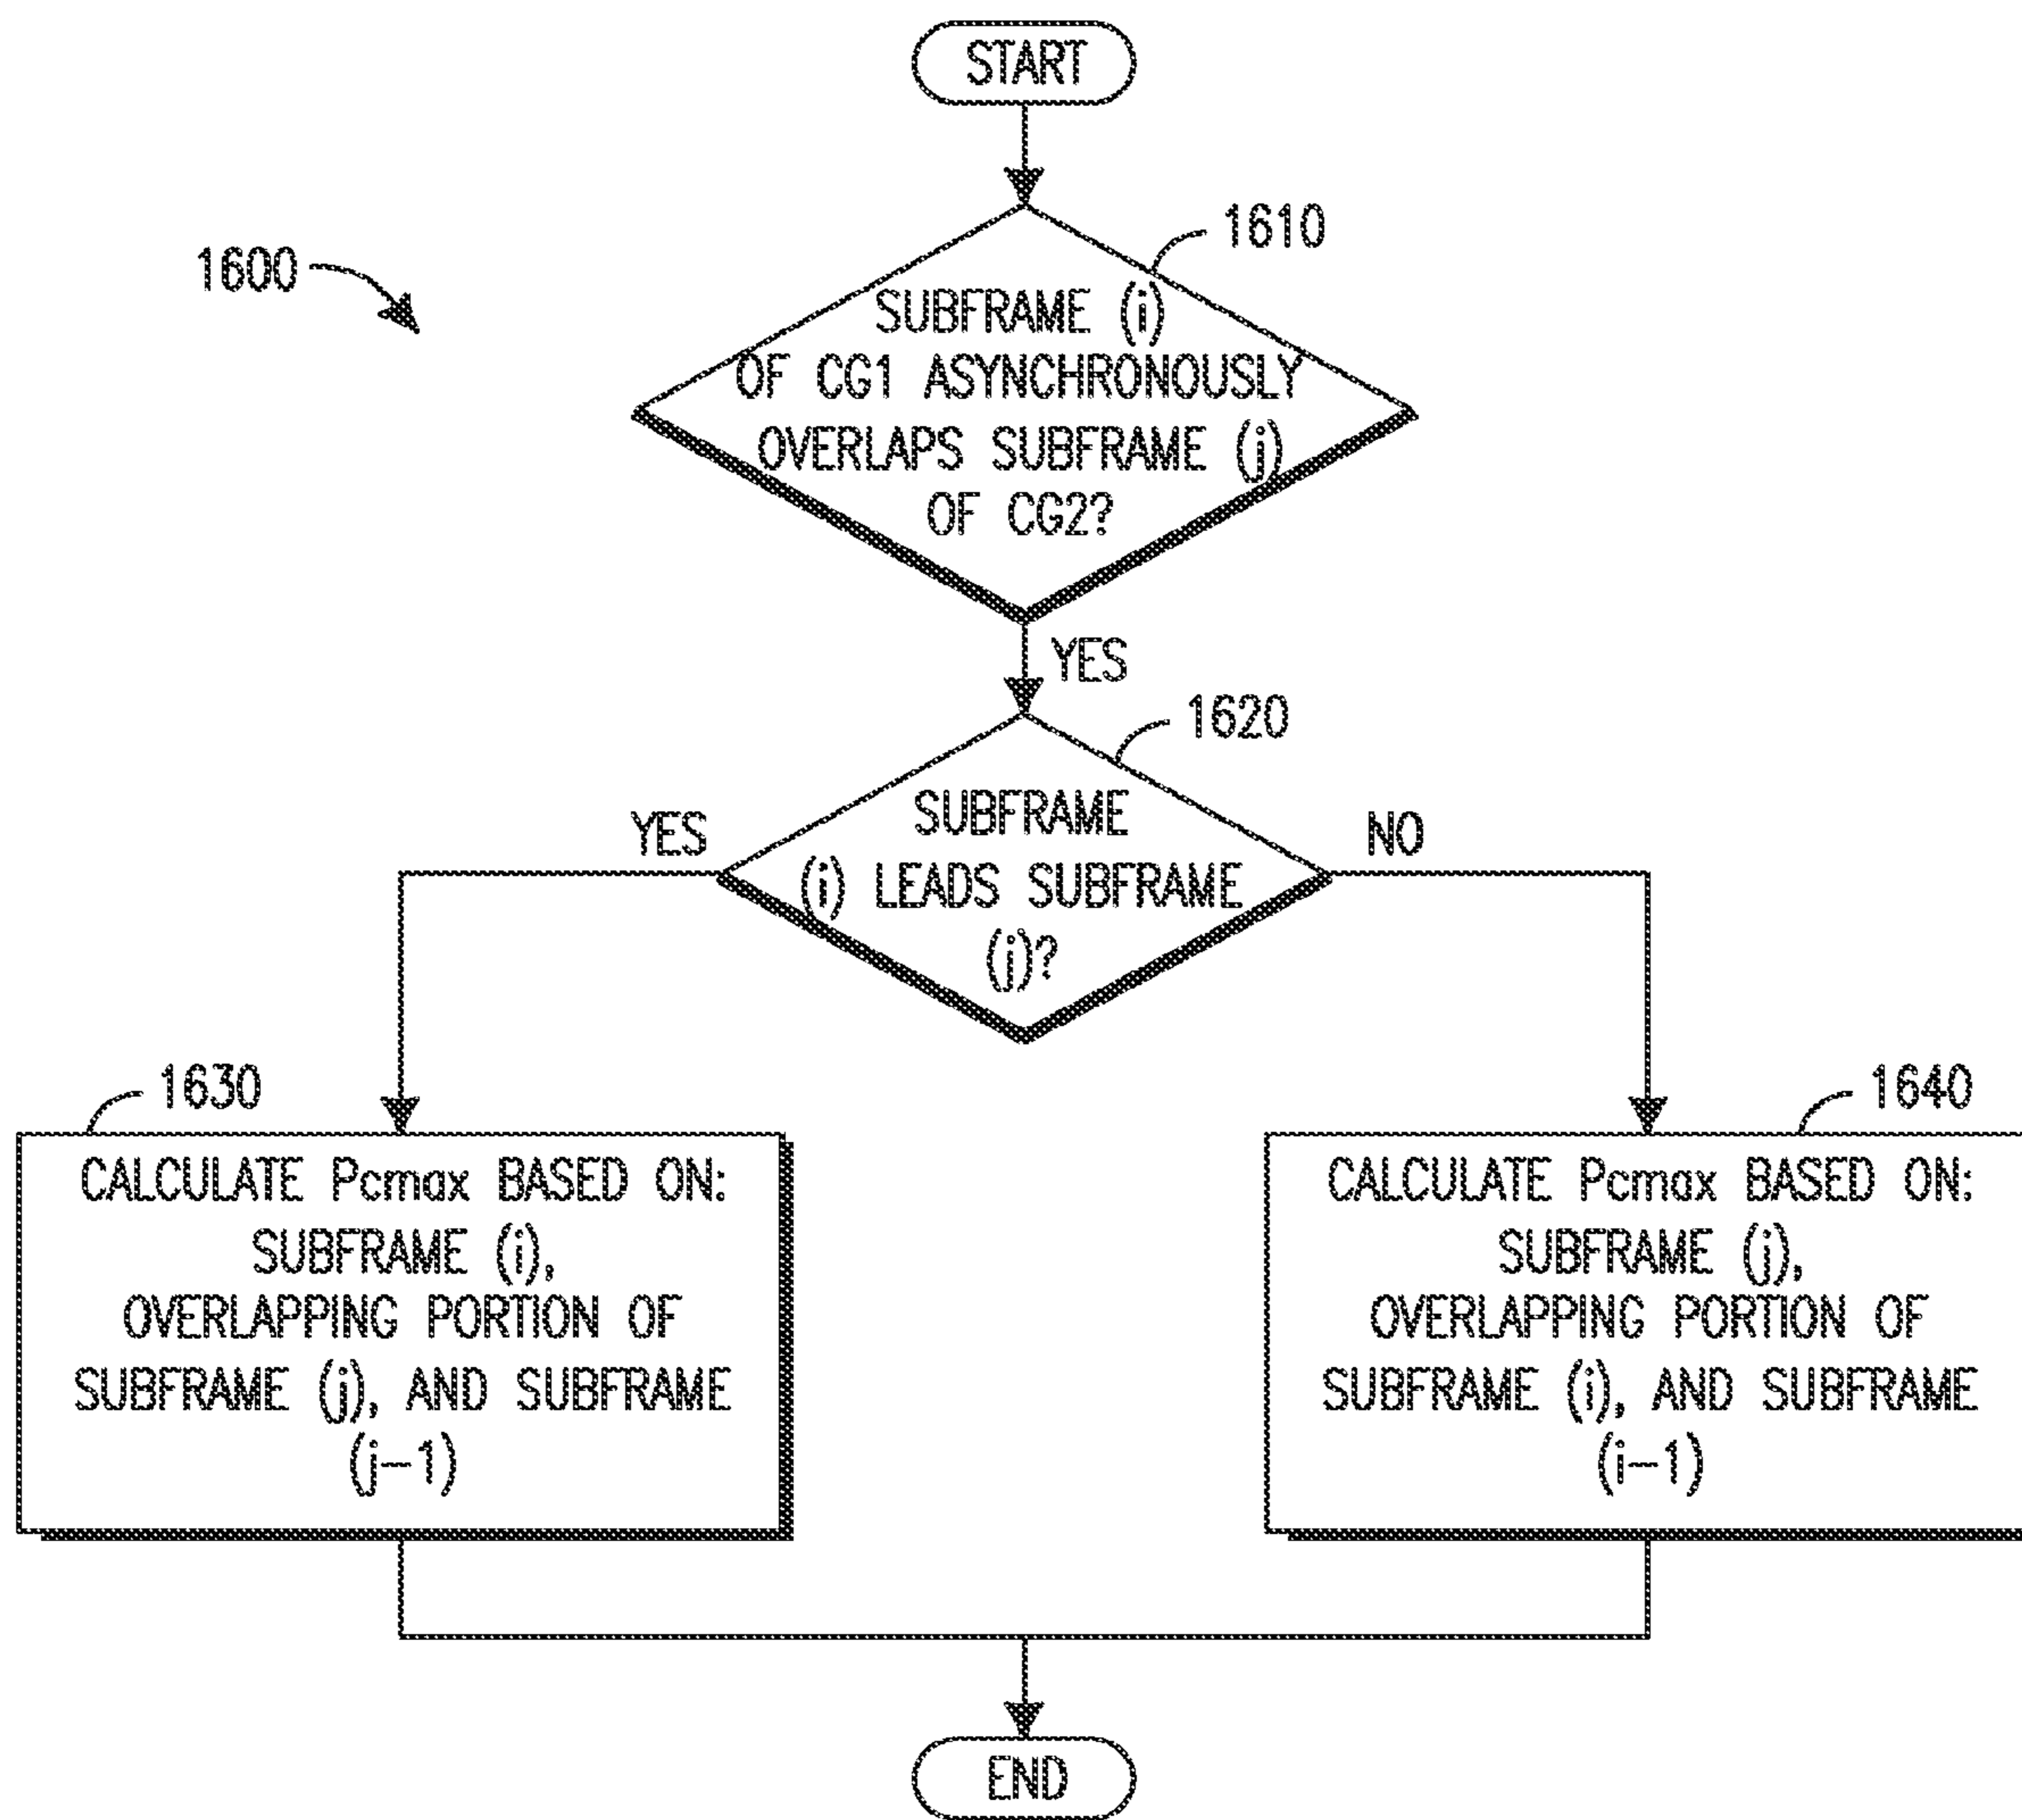 START
1600
1610
SUBFRAME (i)
OF CG1 ASYNCHRONOUSLY
OVERLAPS SUBFRAME (j)
OF CG2?
YES
1620
SUBFRAME
(i) LEADS SUBFRAME
(j)?
YES
NO
1630
CALCULATE Pcmax BASED ON:
SUBFRAME (i),
OVERLAPPING PORTION OF
SUBFRAME (j), AND SUBFRAME
(j-1)
1640
CALCULATE Pcmax BASED ON:
SUBFRAME (j),
OVERLAPPING PORTION OF
SUBFRAME (i), AND SUBFRAME
(i-1)
END